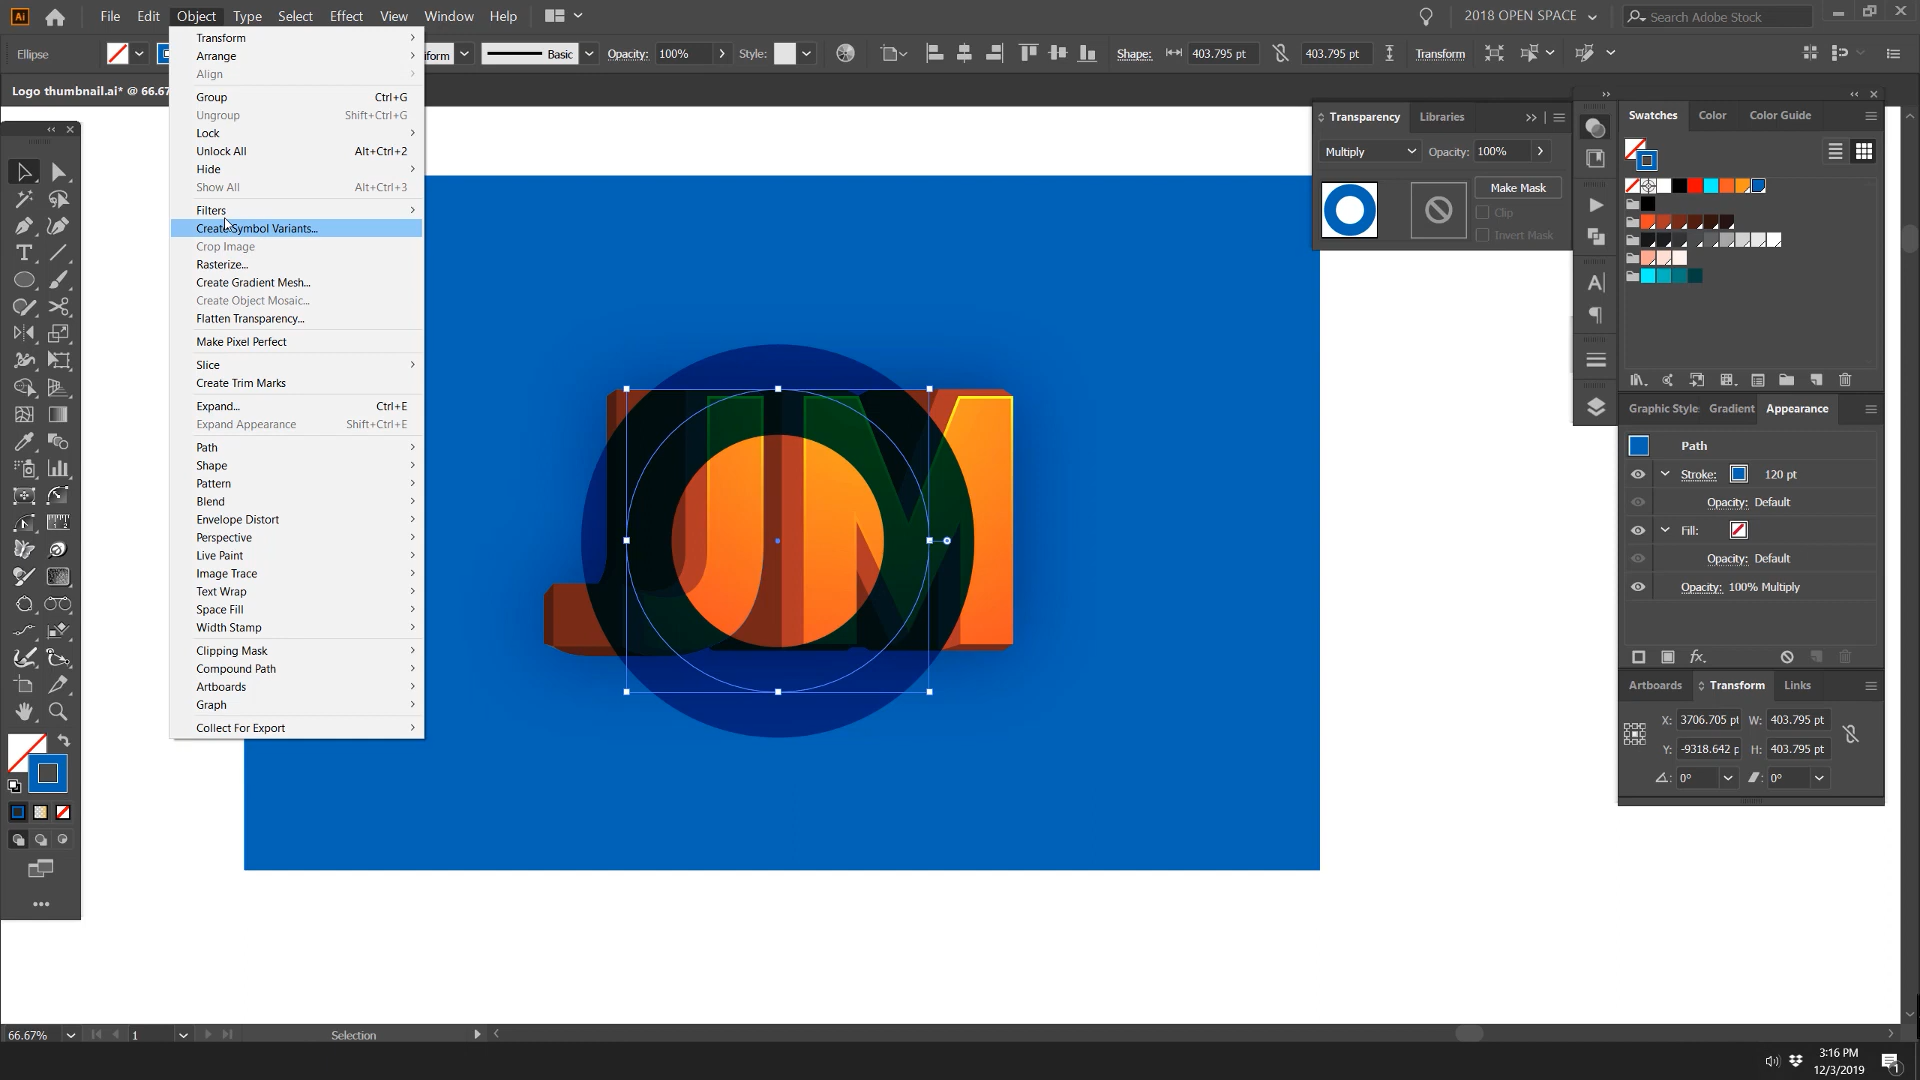 Ai File Edit Object Type Select Effect View Window Help 2018 OPEN SPACE Search Adobe Stock
Ellipse Basic Opacity: 100% Style: Shape: 403.795 pt 403.795 pt Transform
Logo thumbnail.ai* @ 66.67
Transform
Arrange
Align
Group Ctrl+G
Ungroup Shift+Ctrl+G
Lock
Unlock All Alt+Ctrl+2
Hide
Show All Alt+Ctrl+3
Filters
Create Symbol Variants...
Crop Image
Rasterize...
Create Gradient Mesh...
Create Object Mosaic...
Flatten Transparency...
Make Pixel Perfect
Slice
Create Trim Marks
Expand... Ctrl+E
Expand Appearance Shift+Ctrl+E
Path
Shape
Pattern
Blend
Envelope Distort
Perspective
Live Paint
Image Trace
Text Wrap
Space Fill
Width Stamp
Clipping Mask
Compound Path
Artboards
Graph
Collect For Export
JM
Transparency Libraries
Multiply Opacity: 100%
Make Mask
Clip
Invert Mask
Swatches Color Color Guide
Graphic Style Gradient Appearance
Path
Stroke: 120 pt
Opacity: Default
Fill:
Opacity: Default
Opacity: 100% Multiply
fx.
Artboards Transform Links
X: 3706.705 pt W: 403.795 pt
Y: -9318.642 p H: 403.795 pt
0° 0°
66.67% 1 Selection
3:16 PM
12/3/2019
1